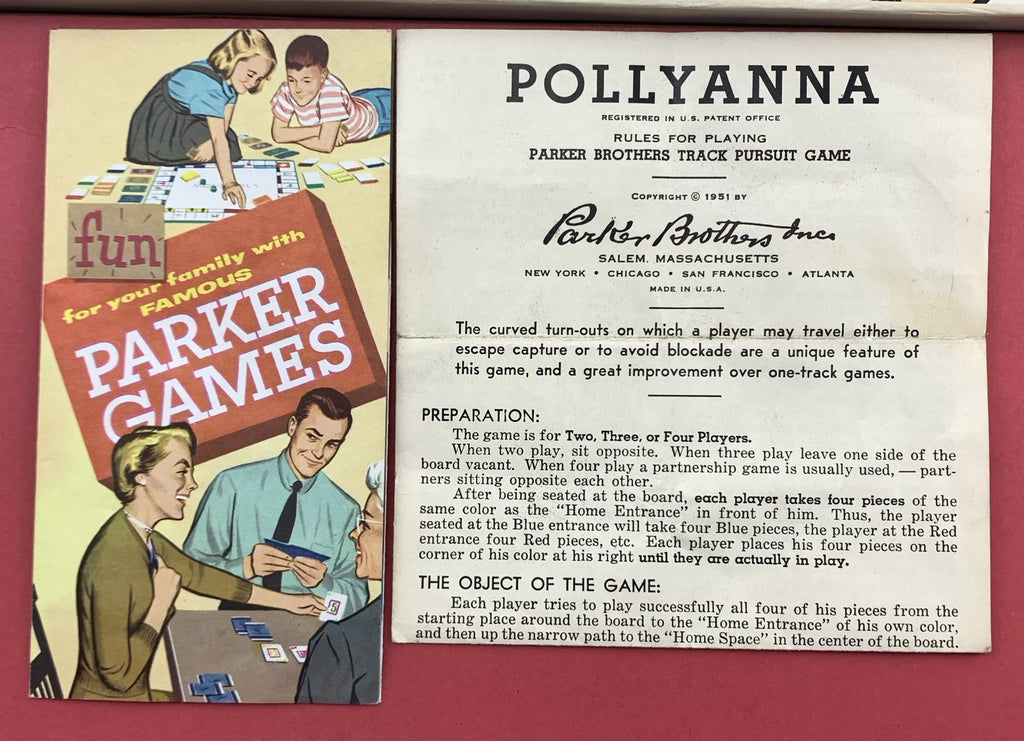 fun
for your family with
FAMOUS
PARKER
GAMES
POLLYANNA
REGISTERED IN U.S. PATENT OFFICE
RULES FOR PLAYING
PARKER BROTHERS TRACK PURSUIT GAME
COPYRIGHT © 1951 BY
Parker Brothers Inc.
SALEM, MASSACHUSETTS
NEW YORK • CHICAGO • SAN FRANCISCO • ATLANTA
MADE IN U.S.A.
The curved turn-outs on which a player may travel either to
escape capture or to avoid blockade are a unique feature of
this game, and a great improvement over one-track games.
PREPARATION:
The game is for Two, Three, or Four Players.
When two play, sit opposite. When three play leave one side of the
board vacant. When four play a partnership game is usually used, — part-
ners sitting opposite each other.
After being seated at the board, each player takes four pieces of the
same color as the "Home Entrance" in front of him. Thus, the player
seated at the Blue entrance will take four Blue pieces, the player at the Red
entrance four Red pieces, etc. Each player places his four pieces on the
corner of his color at his right until they are actually in play.
THE OBJECT OF THE GAME:
Each player tries to play successfully all four of his pieces from the
starting place around the board to the "Home Entrance" of his own color,
and then up the narrow path to the "Home Space" in the center of the board.